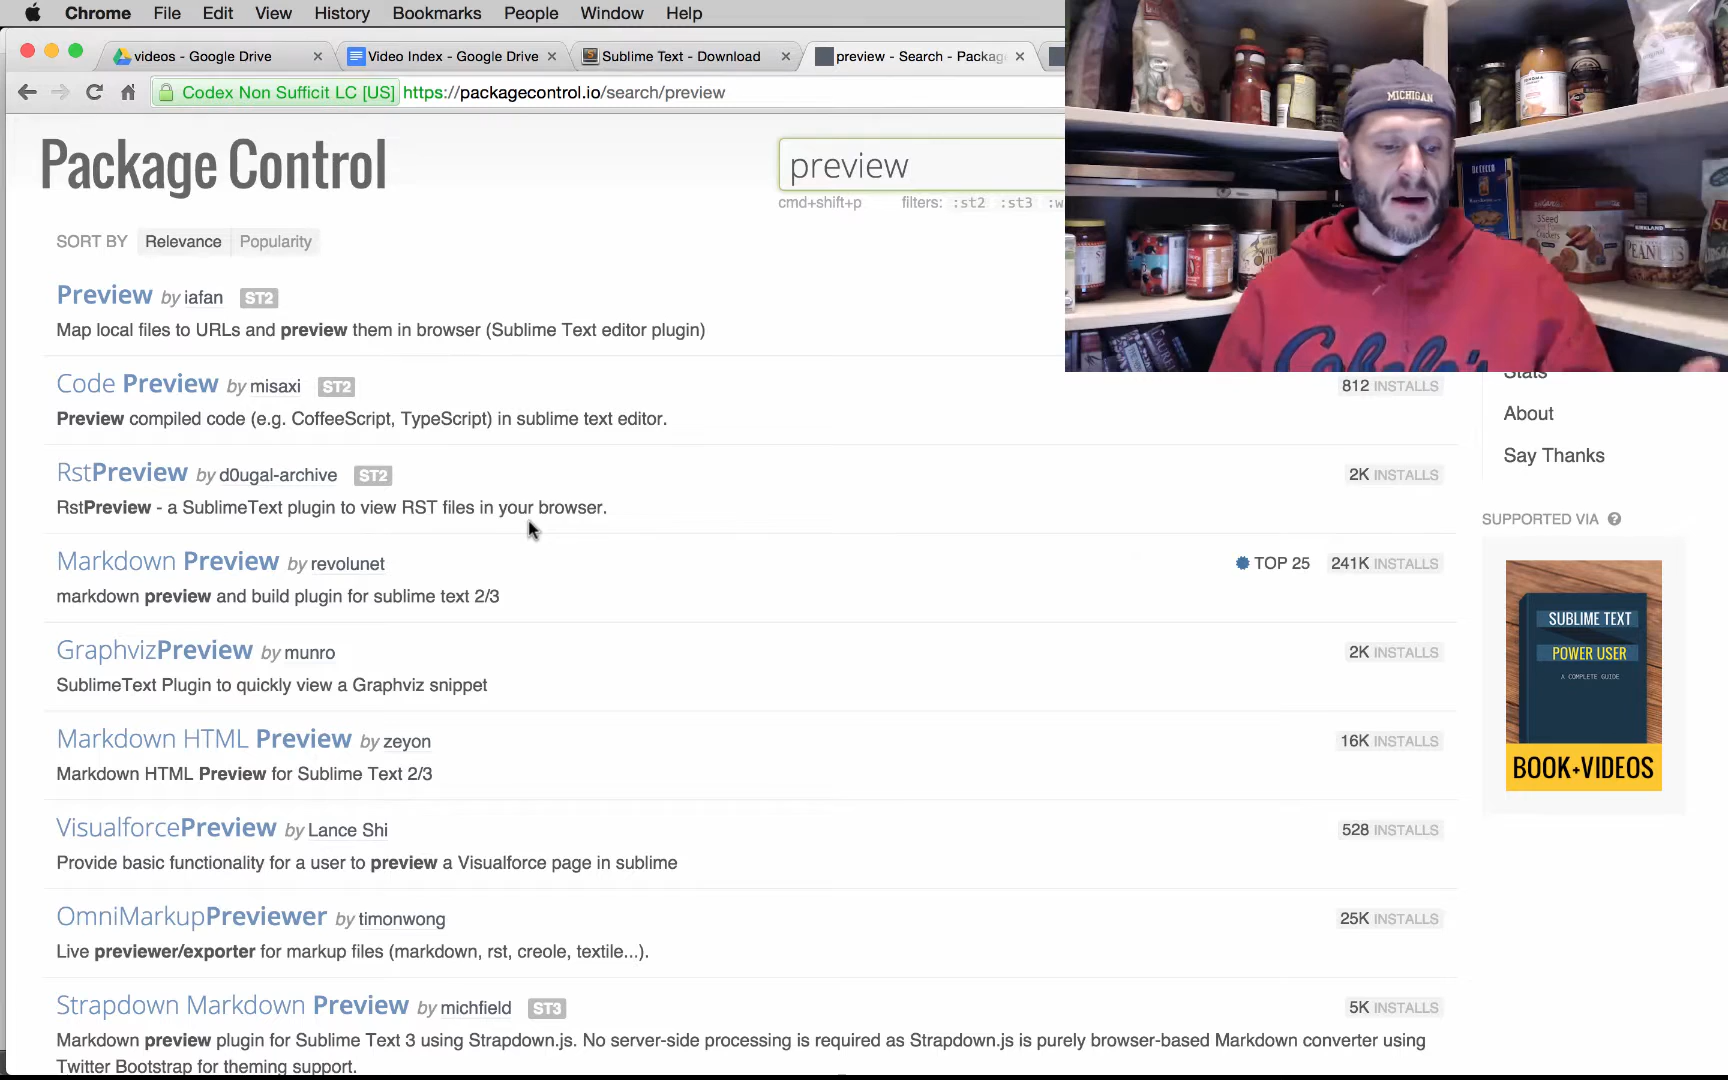 Chrome File Edit View History Bookmarks People Window Help
videos - Google Drive × Video Index - Google Drive × Sublime Text - Download × preview - Search - Packag ×
Codex Non Sufficit LC [US] https://packagecontrol.io/search/preview
Package Control
preview
cmd+shift+p filters: :st2 :st3 :w
SORT BY Relevance Popularity
Preview by iafan ST2
Map local files to URLs and preview them in browser (Sublime Text editor plugin)
Code Preview by misaxi ST2 812 INSTALLS
Preview compiled code (e.g. CoffeeScript, TypeScript) in sublime text editor.
RstPreview by d0ugal-archive ST2 2K INSTALLS
RstPreview - a SublimeText plugin to view RST files in your browser.
Markdown Preview by revolunet TOP 25 241K INSTALLS
markdown preview and build plugin for sublime text 2/3
GraphvizPreview by munro 2K INSTALLS
SublimeText Plugin to quickly view a Graphviz snippet
Markdown HTML Preview by zeyon 16K INSTALLS
Markdown HTML Preview for Sublime Text 2/3
VisualforcePreview by Lance Shi 528 INSTALLS
Provide basic functionality for a user to preview a Visualforce page in sublime
OmniMarkupPreviewer by timonwong 25K INSTALLS
Live previewer/exporter for markup files (markdown, rst, creole, textile...).
Strapdown Markdown Preview by michfield ST3 5K INSTALLS
Markdown preview plugin for Sublime Text 3 using Strapdown.js. No server-side processing is required as Strapdown.js is purely browser-based Markdown converter using
Twitter Bootstrap for theming support.
Stats
About
Say Thanks
SUPPORTED VIA ?
SUBLIME TEXT
POWER USER
A COMPLETE GUIDE
BOOK+VIDEOS
MICHIGAN
Cabela's
DE CECCO
3 Seed
Crackers
KIRKLAND
PEANUTS